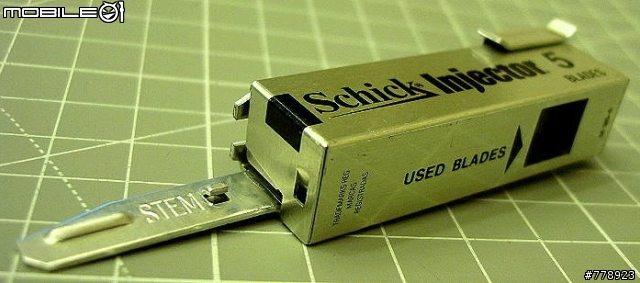 MOBILE01
Schick Injector 5
BLADES
USED BLADES
TRADEMARKS REG
MARCAS
REGISTRADAS
STEM
#778923